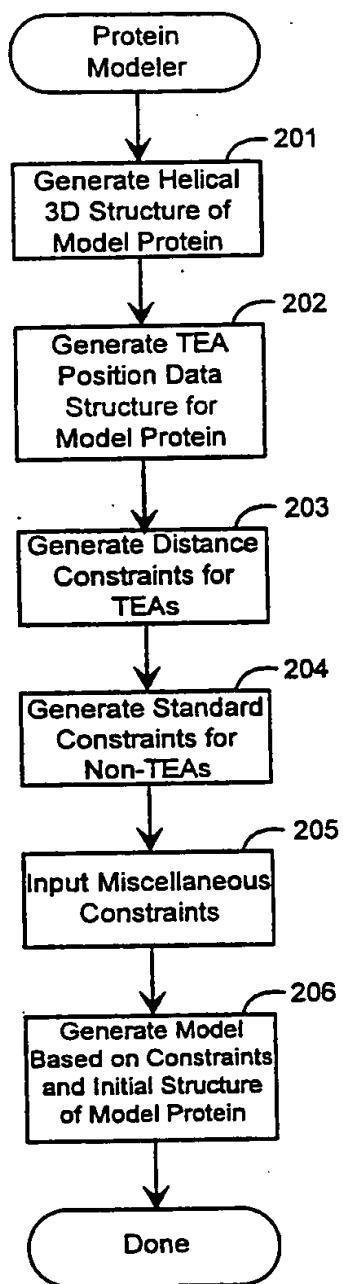 Protein
Modeler
201
Generate Helical
3D Structure of
Model Protein
202
Generate TEA
Position Data
Structure for
Model Protein
203
Generate Distance
Constraints for
TEAs
204
Generate Standard
Constraints for
Non-TEAs
205
Input Miscellaneous
Constraints
206
Generate Model
Based on Constraints
and Initial Structure
of Model Protein
Done